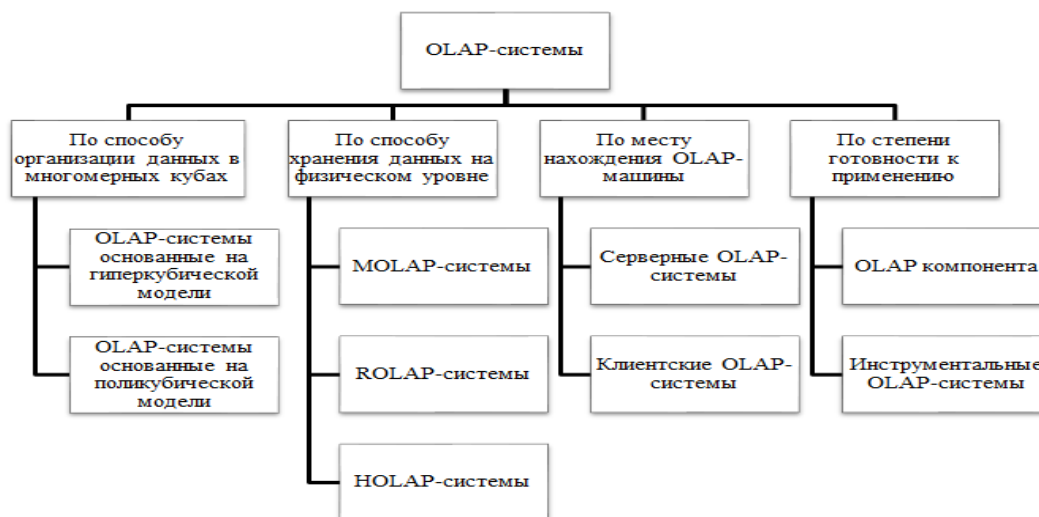 OLAP-системы
По способу
организации данных в
многомерных кубах
По способу
хранения данных на
физическом уровне
По месту
нахождения OLAP-
машины
По степени
готовности к
применению
OLAP-системы
основанные на
гиперкубической
модели
OLAP-системы
основанные на
поликубической
модели
MOLAP-системы
ROLAP-системы
HOLAP-системы
Серверные OLAP-
системы
Клиентские OLAP-
системы
OLAP компонента
Инструментальные
OLAP-системы